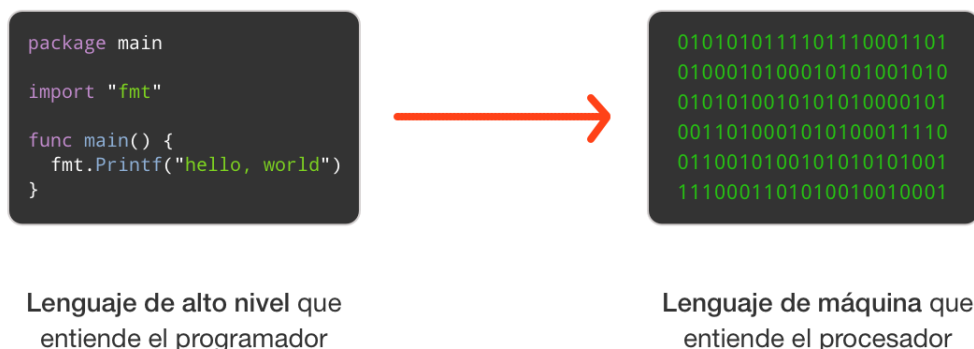 package main
import "fmt"
func main() {
  fmt.Printf("hello, world")
}
0101010111101110001101
0100010100010101001010
0101010010101010000101
0011010001010100011110
0110010100101010101001
1110001101010010010001
Lenguaje de alto nivel que
entiende el programador
Lenguaje de máquina que
entiende el procesador